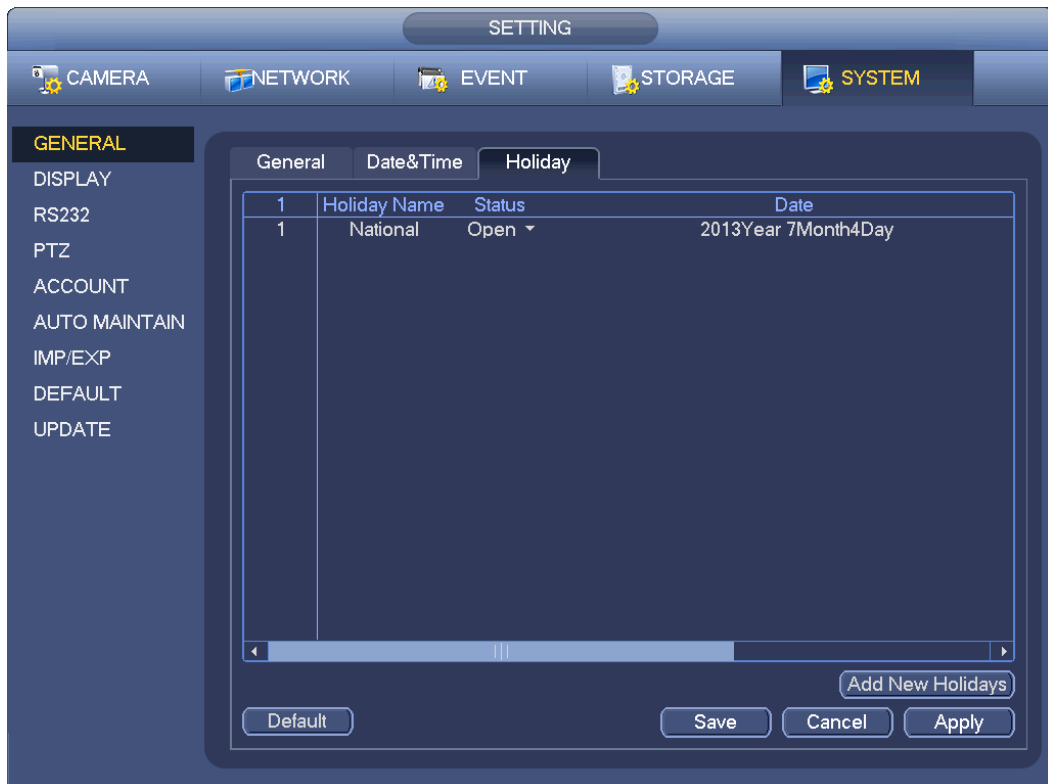 SETTING
CAMERA NETWORK EVENT STORAGE SYSTEM
GENERAL
DISPLAY
RS232
PTZ
ACCOUNT
AUTO MAINTAIN
IMP/EXP
DEFAULT
UPDATE
General Date&Time Holiday
1 Holiday Name Status Date
1 National Open 2013Year 7Month4Day
Add New Holidays
Default Save Cancel Apply